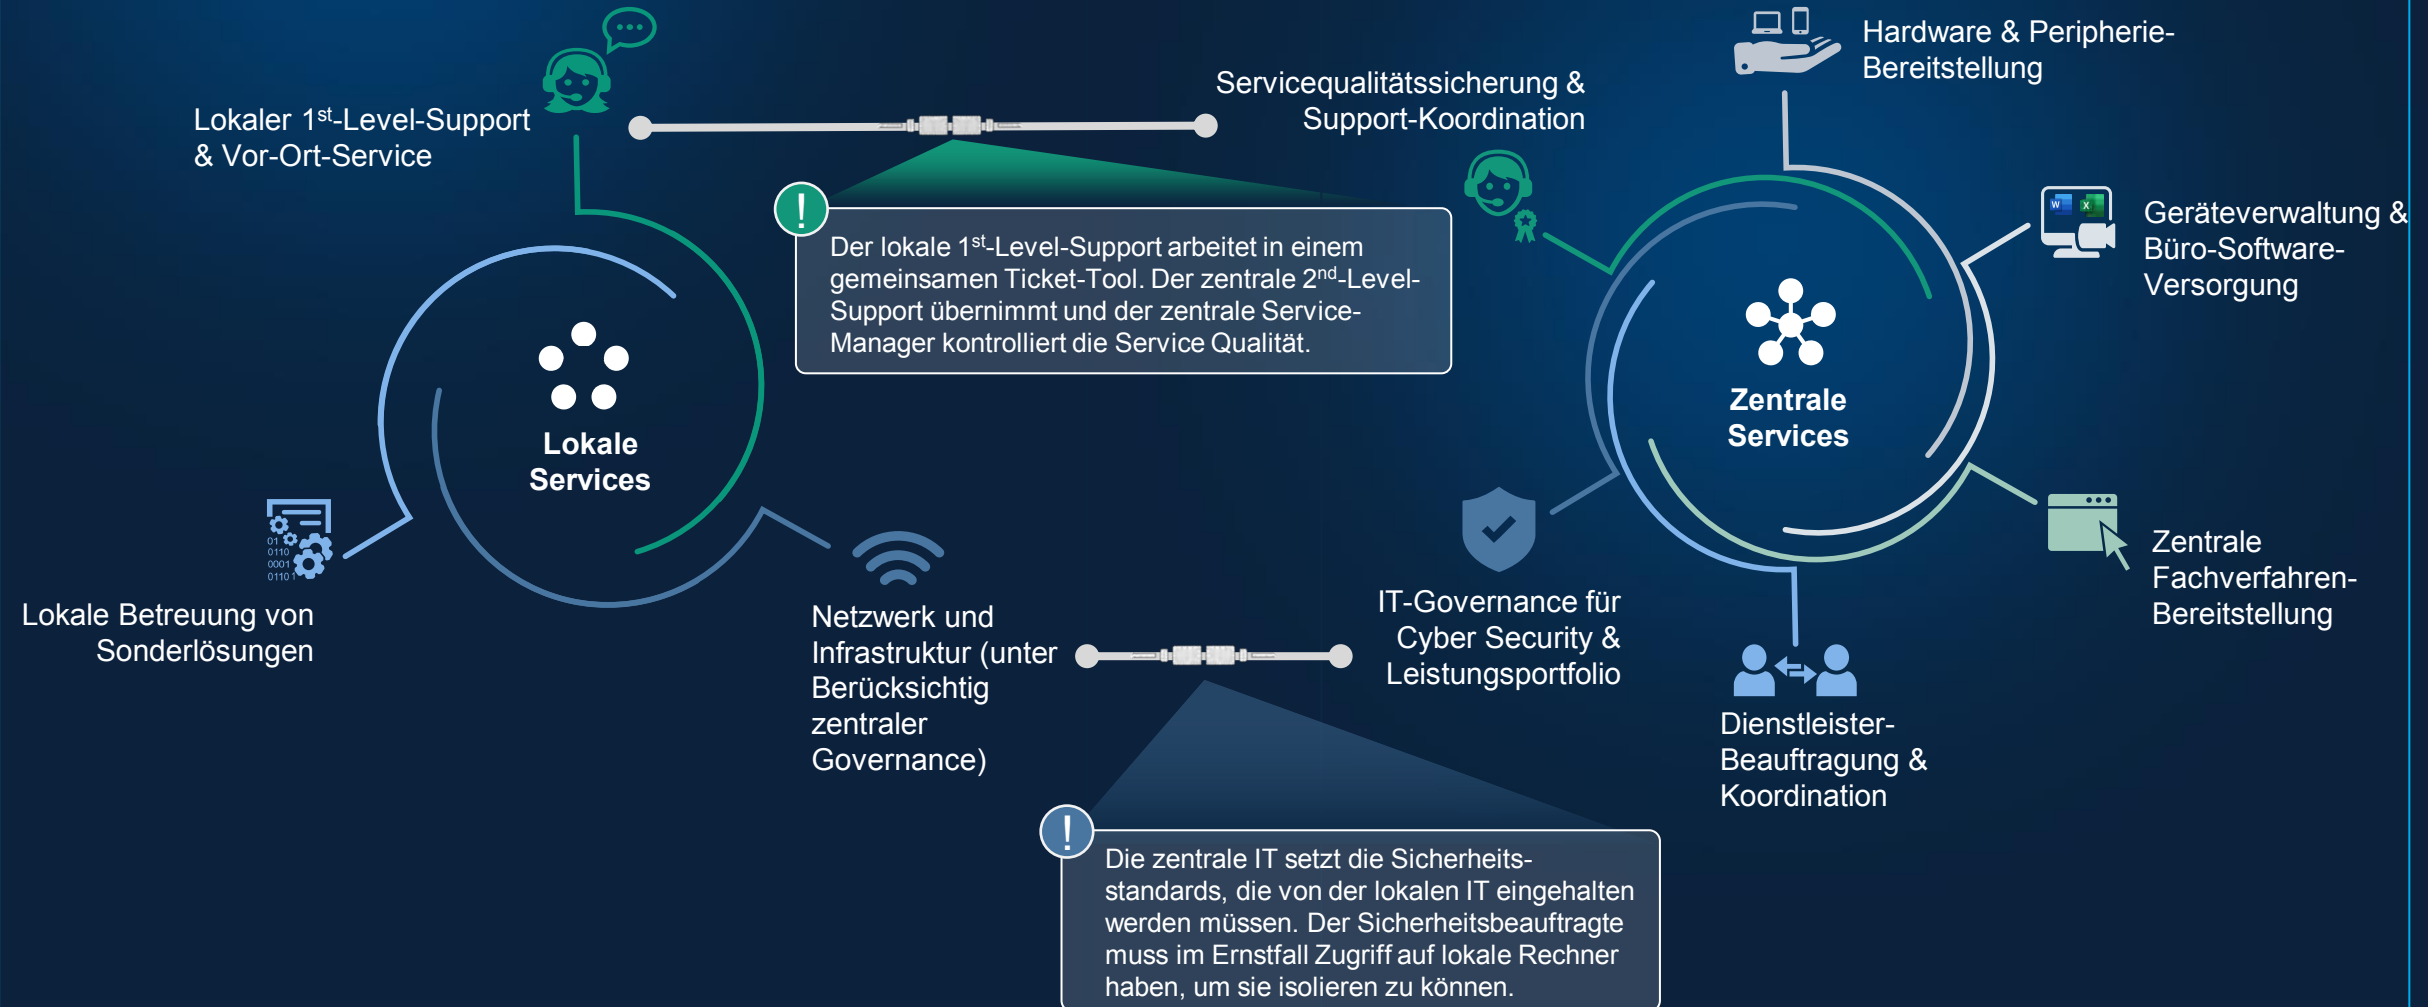 Lokaler 1st-Level-Support
& Vor-Ort-Service
Servicequalitätssicherung &
Support-Koordination
Hardware & Peripherie-
Bereitstellung
Der lokale 1st-Level-Support arbeitet in einem
gemeinsamen Ticket-Tool. Der zentrale 2nd-Level-
Support übernimmt und der zentrale Service-
Manager kontrolliert die Service Qualität.
!
W
X
Geräteverwaltung &
Büro-Software-
Versorgung
Lokale
Services
Zentrale
Services
01
0110
0001
01101
Lokale Betreuung von
Sonderlösungen
Netzwerk und
Infrastruktur (unter
Berücksichtig
zentraler
Governance)
IT-Governance für
Cyber Security &
Leistungsportfolio
Zentrale
Fachverfahren-
Bereitstellung
Dienstleister-
Beauftragung &
Koordination
!
Die zentrale IT setzt die Sicherheits-
standards, die von der lokalen IT eingehalten
werden müssen. Der Sicherheitsbeauftragte
muss im Ernstfall Zugriff auf lokale Rechner
haben, um sie isolieren zu können.